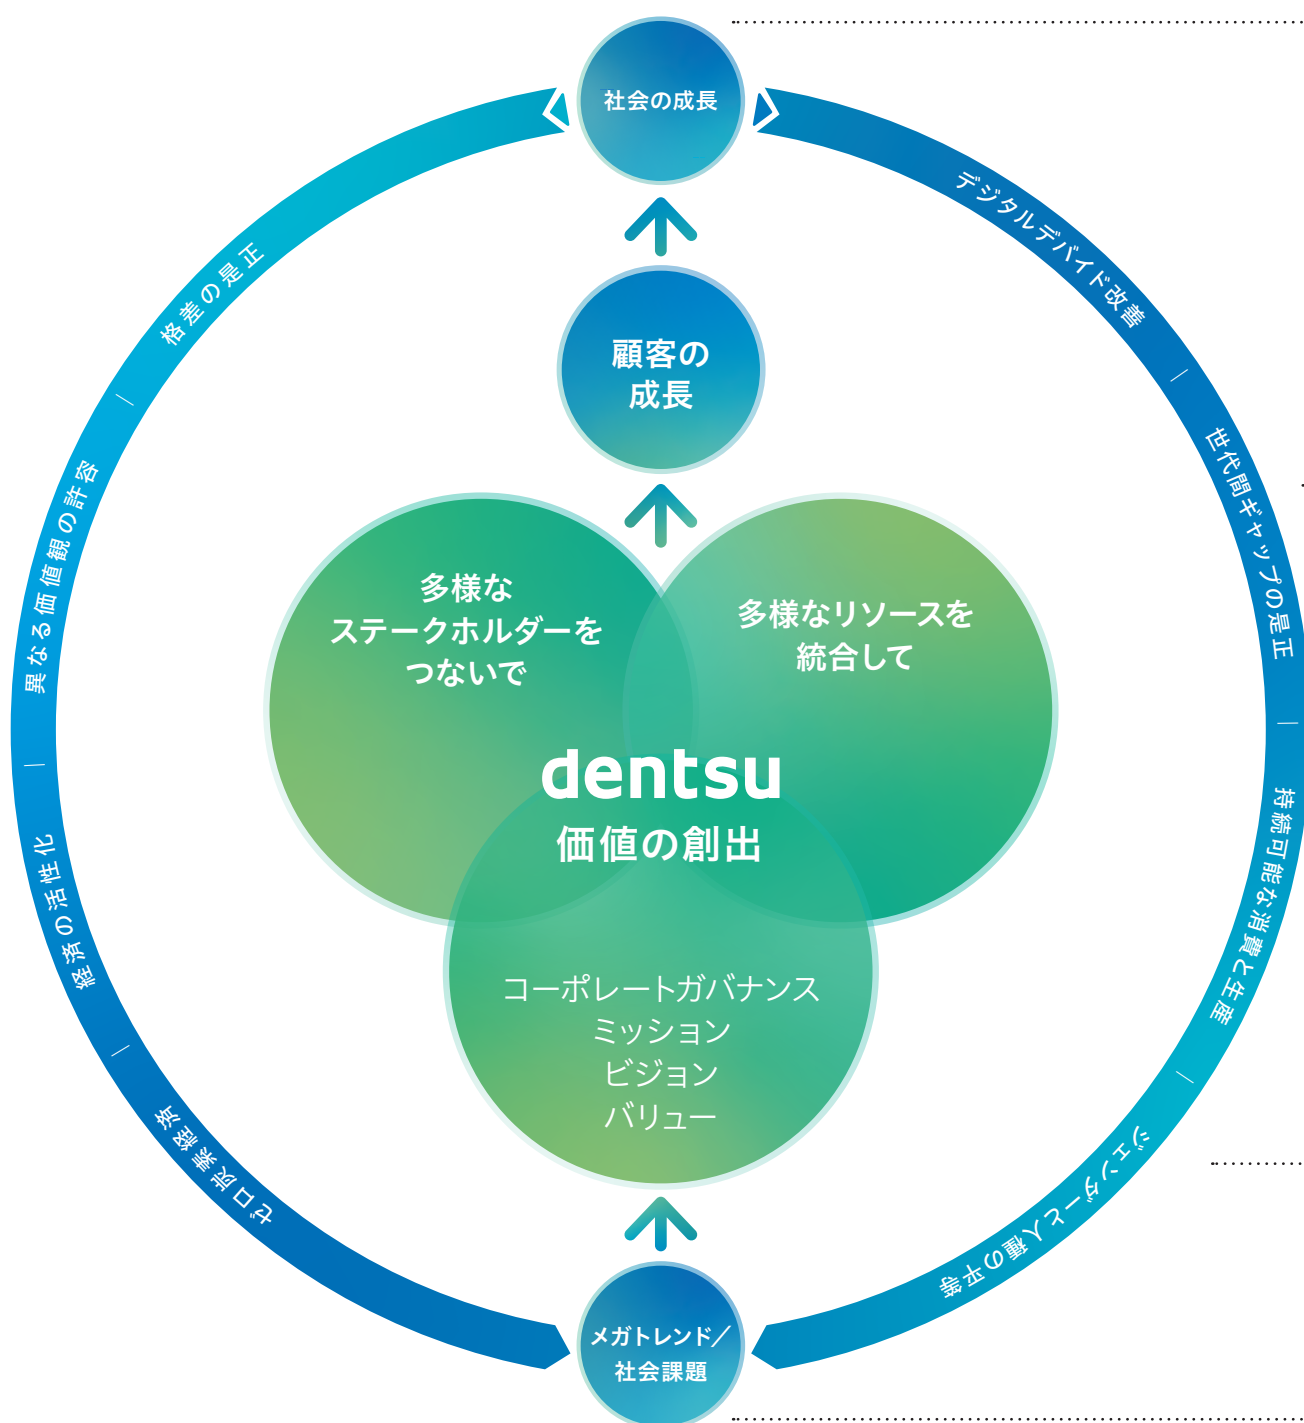 社会の成長
顧客の
成長
多様な
ステークホルダーを
つないで
多様なリソースを
統合して
dentsu
価値の創出
コーポレートガバナンス
ミッション
ビジョン
バリュー
メガトレンド／
社会課題
ゼロ炭素経済
経済の活性化
異なる価値観の許容
格差の是正
デジタルデバイド改善
世代間ギャップの是正
持続可能な消費と生産
ジェンダーと人種の平等